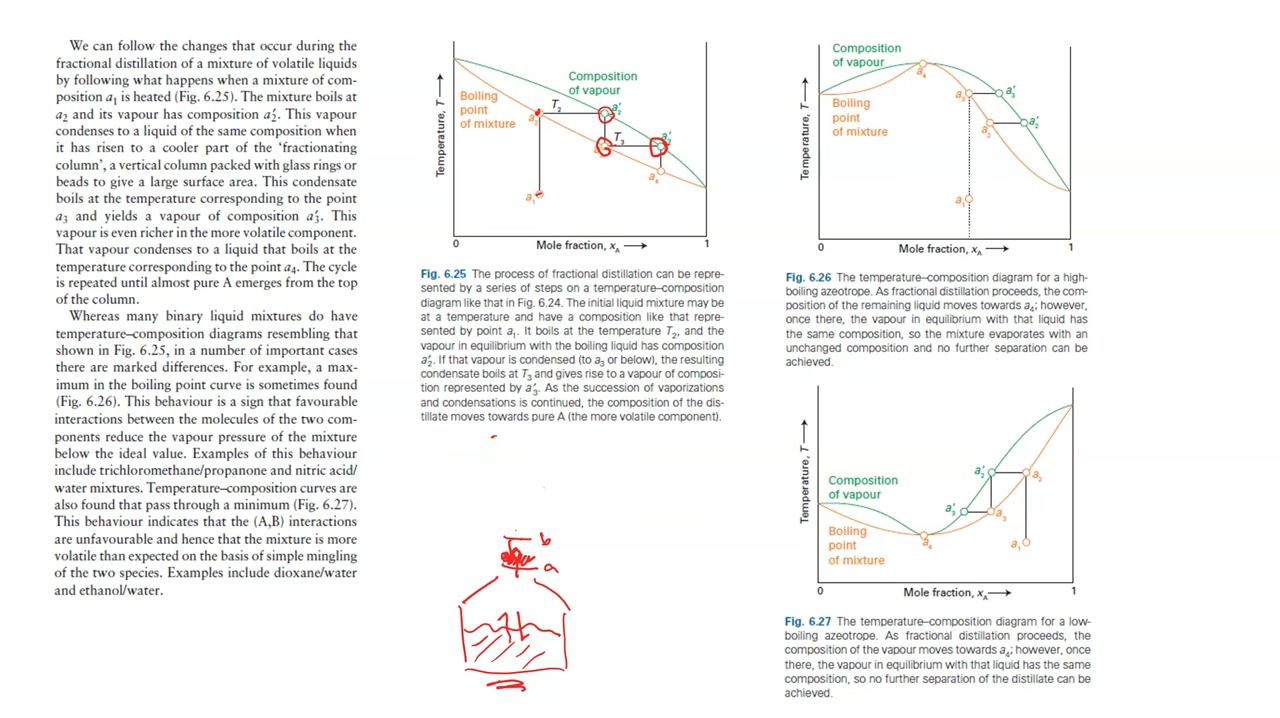 We can follow the changes that occur during the
fractional distillation of a mixture of volatile liquids
by following what happens when a mixture of com-
position a1 is heated (Fig. 6.25). The mixture boils at
a2 and its vapour has composition a2′. This vapour
condenses to a liquid of the same composition when
it has risen to a cooler part of the ‘fractionating
column’, a vertical column packed with glass rings or
beads to give a large surface area. This condensate
boils at the temperature corresponding to the point
a3 and yields a vapour of composition a3′. This
vapour is even richer in the more volatile component.
That vapour condenses to a liquid that boils at the
temperature corresponding to the point a4. The cycle
is repeated until almost pure A emerges from the top
of the column.
Whereas many binary liquid mixtures do have
temperature–composition diagrams resembling that
shown in Fig. 6.25, in a number of important cases
there are marked differences. For example, a max-
imum in the boiling point curve is sometimes found
(Fig. 6.26). This behaviour is a sign that favourable
interactions between the molecules of the two com-
ponents reduce the vapour pressure of the mixture
below the ideal value. Examples of this behaviour
include trichloromethane/propanone and nitric acid/
water mixtures. Temperature–composition curves are
also found that pass through a minimum (Fig. 6.27).
This behaviour indicates that the (A,B) interactions
are unfavourable and hence that the mixture is more
volatile than expected on the basis of simple mingling
of the two species. Examples include dioxane/water
and ethanol/water.
Temperature, T
Composition
of vapour
Boiling
point
of mixture
T2
a2′
a2
T3
a4
a1
0
Mole fraction, xA
1
Fig. 6.25 The process of fractional distillation can be repre-
sented by a series of steps on a temperature–composition
diagram like that in Fig. 6.24. The initial liquid mixture may be
at a temperature and have a composition like that repre-
sented by point a1. It boils at the temperature T2, and the
vapour in equilibrium with the boiling liquid has composition
a2′. If that vapour is condensed (to a3 or below), the resulting
condensate boils at T3 and gives rise to a vapour of composi-
tion represented by a3′. As the succession of vaporizations
and condensations is continued, the composition of the dis-
tillate moves towards pure A (the more volatile component).
b
a
Temperature, T
Composition
of vapour
Boiling
point
of mixture
a4
a3
a3′
a2
a2′
a1
0
Mole fraction, xA
1
Fig. 6.26 The temperature–composition diagram for a high-
boiling azeotrope. As fractional distillation proceeds, the com-
position of the remaining liquid moves towards a4; however,
once there, the vapour in equilibrium with that liquid has
the same composition, so the mixture evaporates with an
unchanged composition and no further separation can be
achieved.
Temperature, T
Composition
of vapour
Boiling
point
of mixture
a2′
a2
a3′
a3
a4
a1
0
Mole fraction, xA
1
Fig. 6.27 The temperature–composition diagram for a low-
boiling azeotrope. As fractional distillation proceeds, the
composition of the vapour moves towards a4; however, once
there, the vapour in equilibrium with that liquid has the same
composition, so no further separation of the distillate can be
achieved.